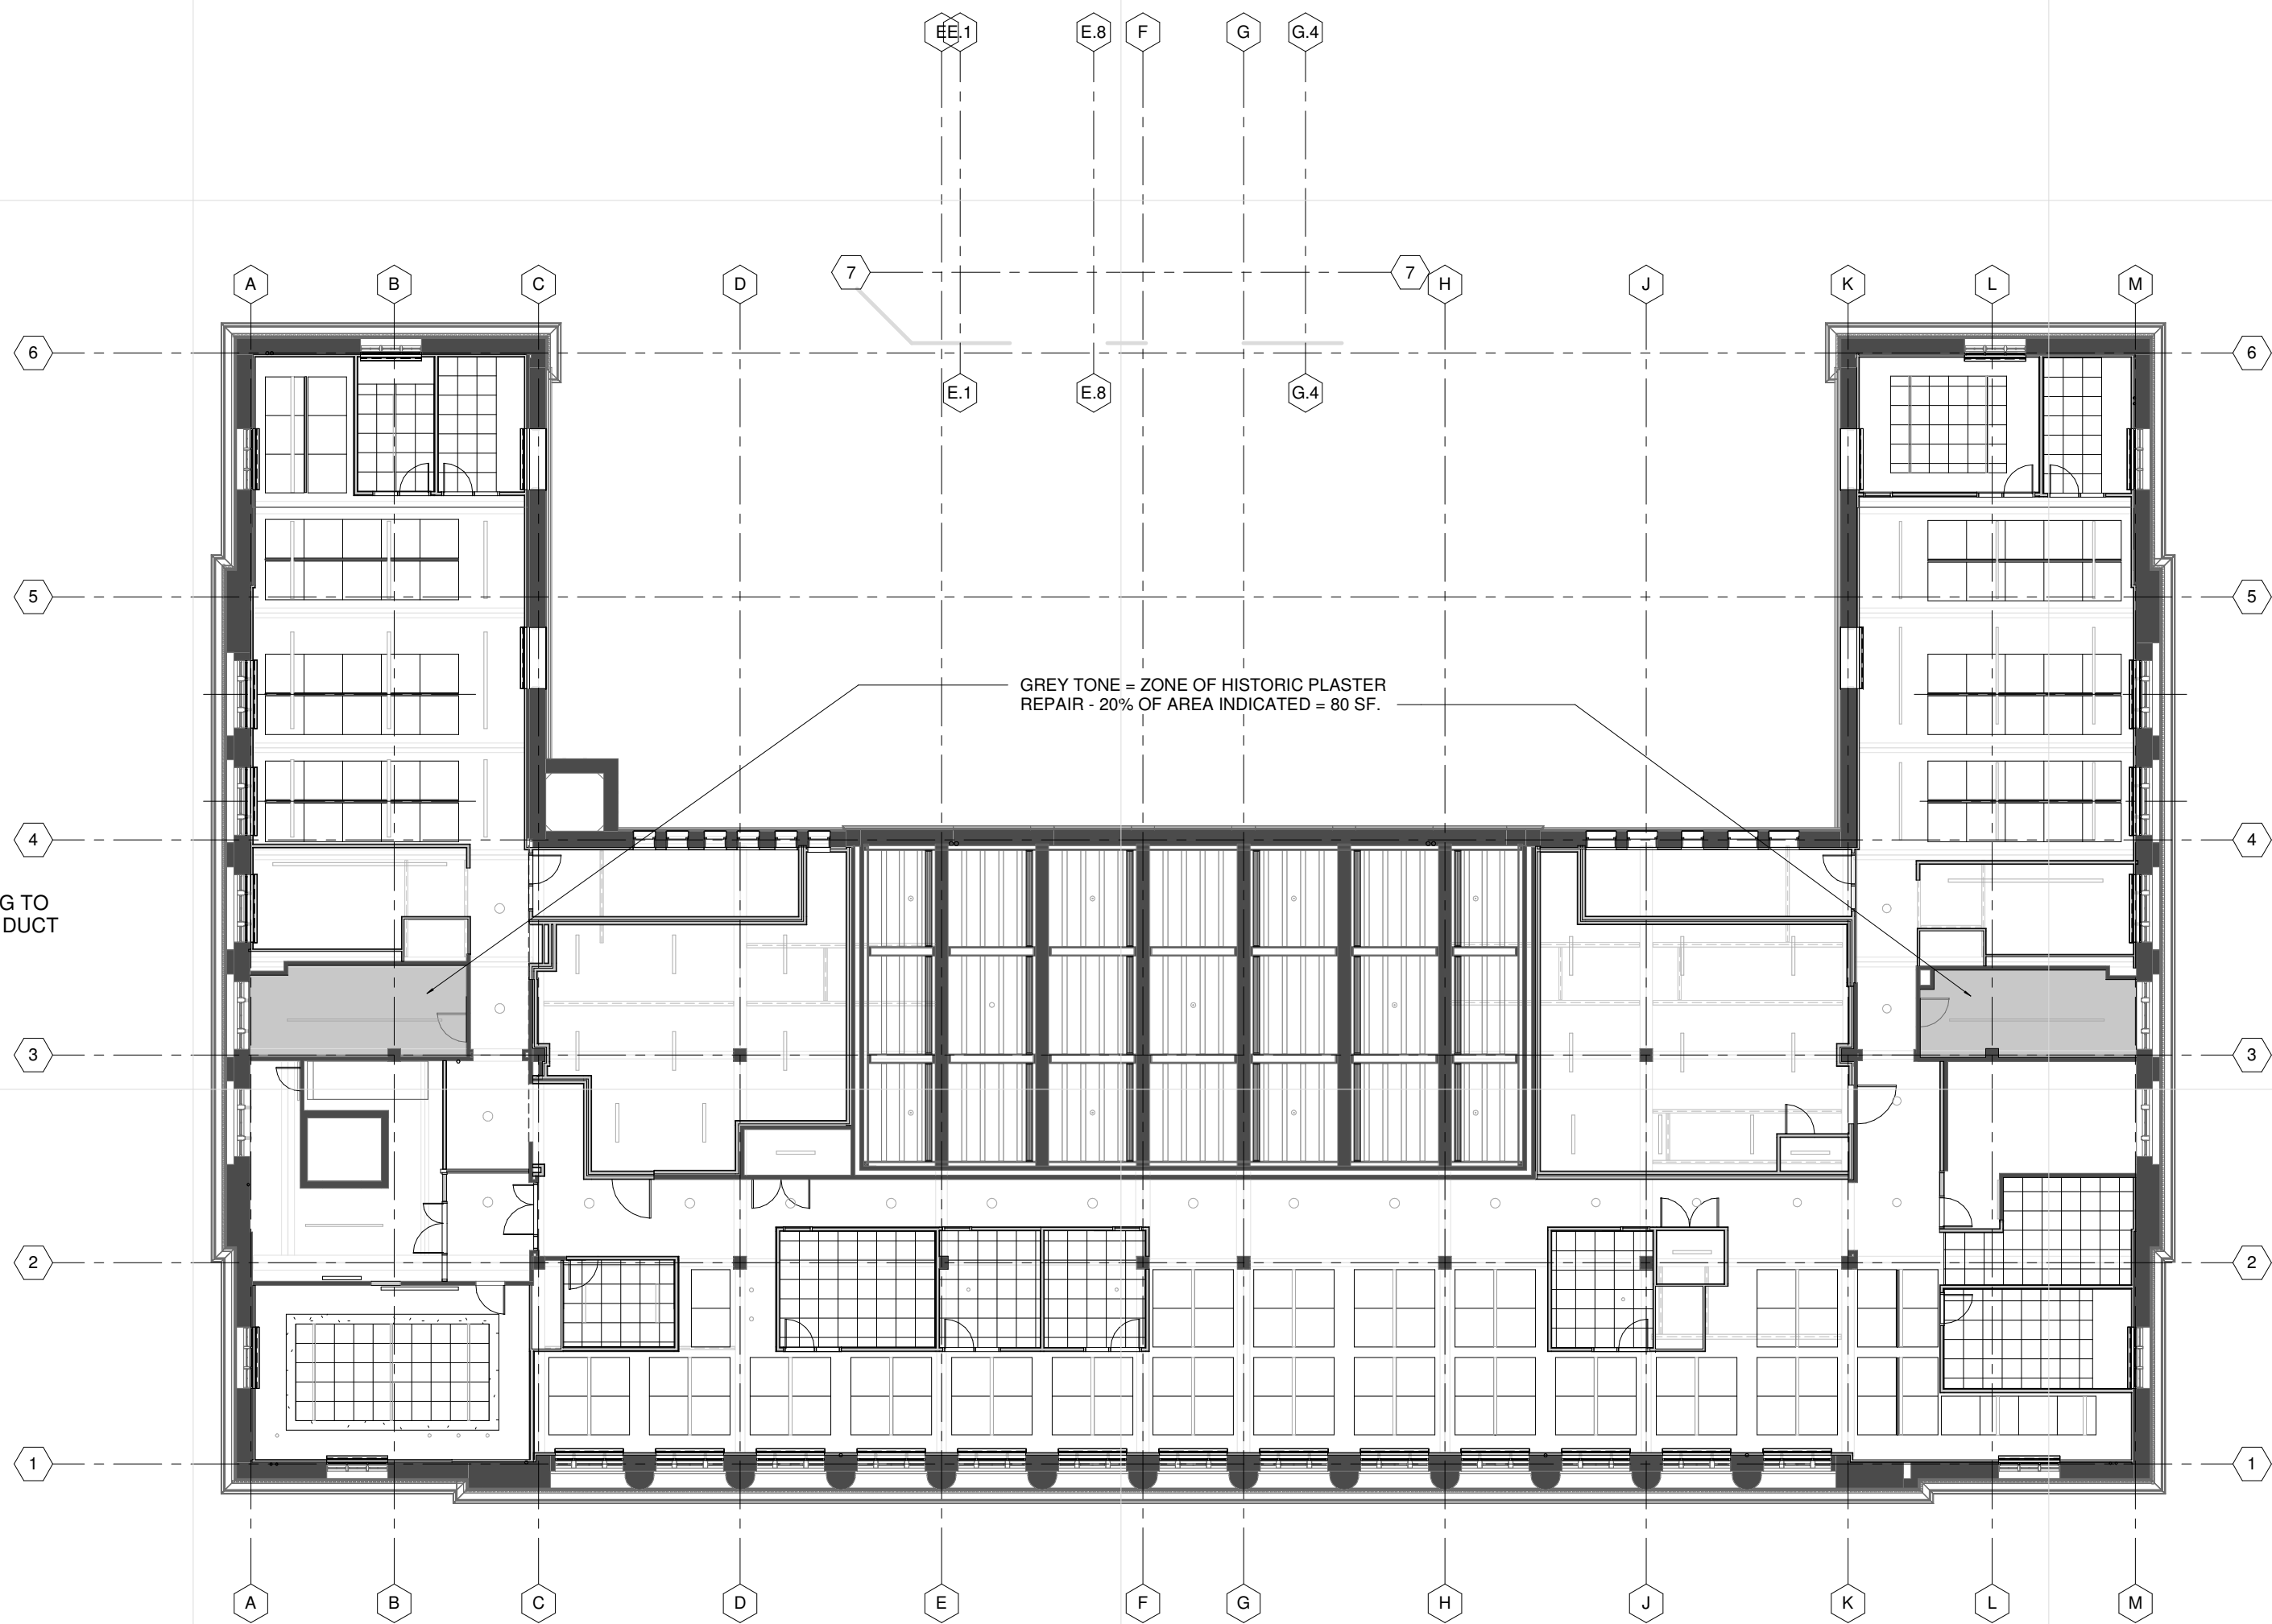 E E.1 E.8 F G G.4
7 7
A B C D H J K L M
6 6
E.1 E.8 G.4
5 5
GREY TONE = ZONE OF HISTORIC PLASTER
REPAIR - 20% OF AREA INDICATED = 80 SF.
4 4
G TO
DUCT
3 3
2 2
1 1
A B C D E F G H J K L M